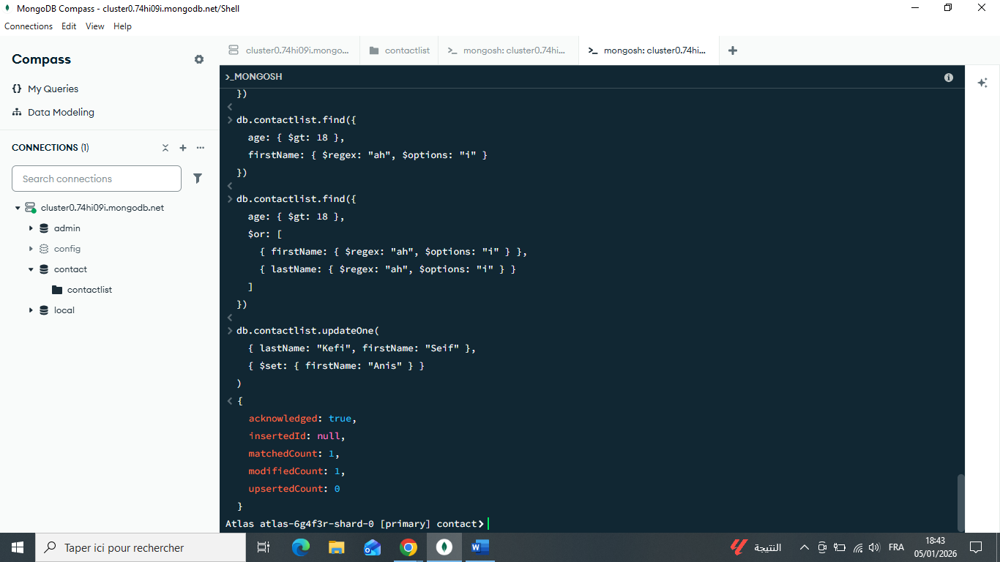 MongoDB Compass - cluster0.74hi09i.mongodb.net/Shell
Connections Edit View Help
Compass
My Queries
Data Modeling
CONNECTIONS (1)
Search connections
cluster0.74hi09i.mongodb.net
admin
config
contact
contactlist
local
cluster0.74hi09i.mongo...
contactlist
mongosh: cluster0.74hi...
mongosh: cluster0.74hi...
>_MONGOSH
})
<
> db.contactlist.find({
age: { $gt: 18 },
firstName: { $regex: "ah", $options: "i" }
})
<
> db.contactlist.find({
age: { $gt: 18 },
$or: [
{ firstName: { $regex: "ah", $options: "i" } },
{ lastName: { $regex: "ah", $options: "i" } }
]
})
<
> db.contactlist.updateOne(
{ lastName: "Kefi", firstName: "Seif" },
{ $set: { firstName: "Anis" } }
)
< {
acknowledged: true,
insertedId: null,
matchedCount: 1,
modifiedCount: 1,
upsertedCount: 0
}
Atlas atlas-6g4f3r-shard-0 [primary] contact>
Taper ici pour rechercher
النتيجة
FRA
18:43
05/01/2026